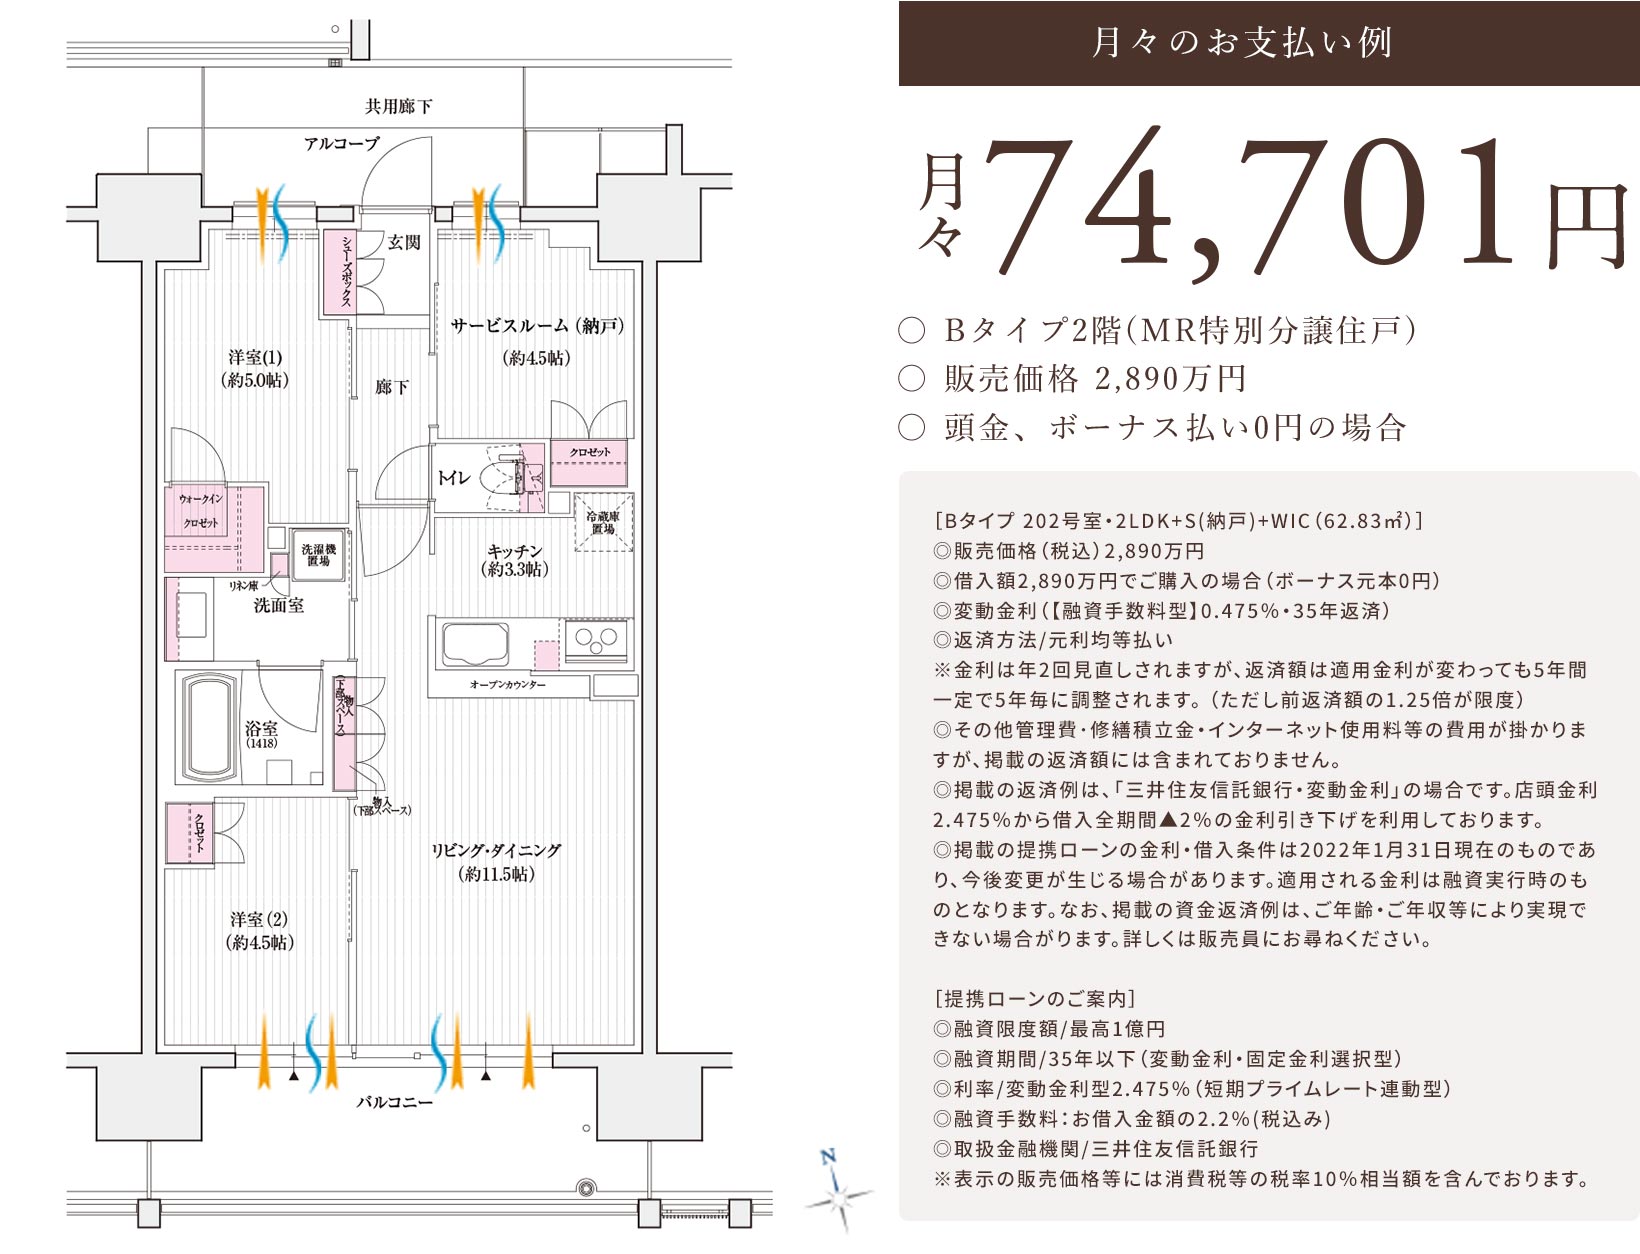 共用廊下
アルコーブ
シューズボックス
玄関
サービスルーム（納戸）
（約4.5帖）
洋室(1)
（約5.0帖）
廊下
クロゼット
トイレ
ウォークイン
クロゼット
冷蔵庫
置場
洗濯機
置場
キッチン
（約3.3帖）
リネン庫
洗面室
オープンカウンター
物入
（下部スペース）
浴室
（1418）
物入
（下部スペース）
クロゼット
リビング・ダイニング
（約11.5帖）
洋室（2）
（約4.5帖）
バルコニー
N
月々のお支払い例
月々74,701円
〇 Bタイプ2階(MR特別分譲住戸）
〇 販売価格 2,890万円
〇 頭金、ボーナス払い0円の場合
［Bタイプ 202号室・2LDK+S(納戸)+WIC（62.83㎡）］
◎販売価格（税込）2,890万円
◎借入額2,890万円でご購入の場合（ボーナス元本0円）
◎変動金利（【融資手数料型】0.475％・35年返済）
◎返済方法/元利均等払い
※金利は年2回見直しされますが、返済額は適用金利が変わっても5年間
一定で5年毎に調整されます。（ただし前返済額の1.25倍が限度）
◎その他管理費・修繕積立金・インターネット使用料等の費用が掛かりま
すが、掲載の返済額には含まれておりません。
◎掲載の返済例は、「三井住友信託銀行・変動金利」の場合です。店頭金利
2.475％から借入全期間▲2％の金利引き下げを利用しております。
◎掲載の提携ローンの金利・借入条件は2022年1月31日現在のものであ
り、今後変更が生じる場合があります。適用される金利は融資実行時のも
のとなります。なお、掲載の資金返済例は、ご年齢・ご年収等により実現で
きない場合がります。詳しくは販売員にお尋ねください。
［提携ローンのご案内］
◎融資限度額/最高1億円
◎融資期間/35年以下（変動金利・固定金利選択型）
◎利率/変動金利型2.475％（短期プライムレート連動型）
◎融資手数料：お借入金額の2.2％(税込み)
◎取扱金融機関/三井住友信託銀行
※表示の販売価格等には消費税等の税率10％相当額を含んでおります。